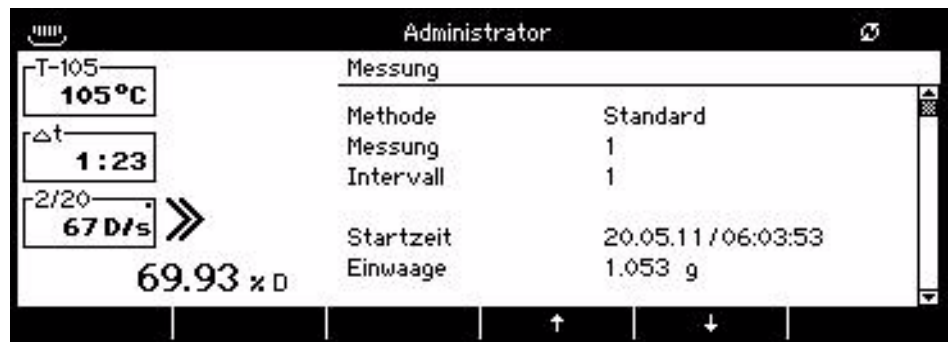 Administrator
T-105
105°C
Δt
1:23
2/20
67 D/s
69.93 % D
Messung
Methode Standard
Messung 1
Intervall 1
Startzeit 20.05.11/06:03:53
Einwaage 1.053 g